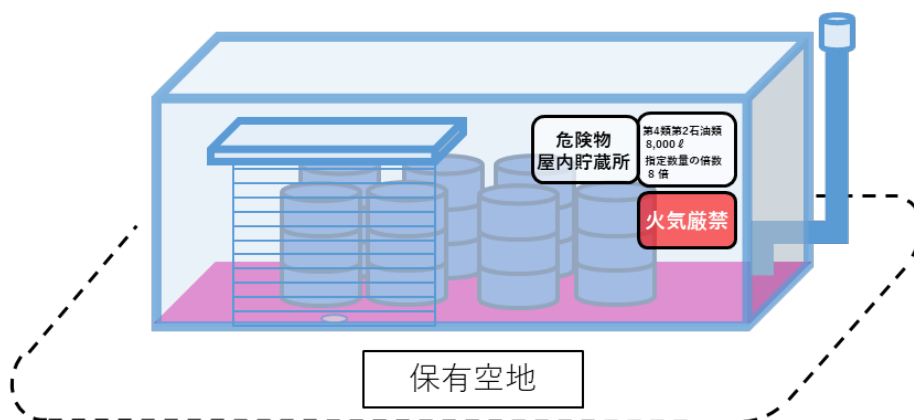 危険物
屋内貯蔵所
第4類第2石油類
8,000ℓ
指定数量の倍数
8 倍
火気厳禁
保有空地